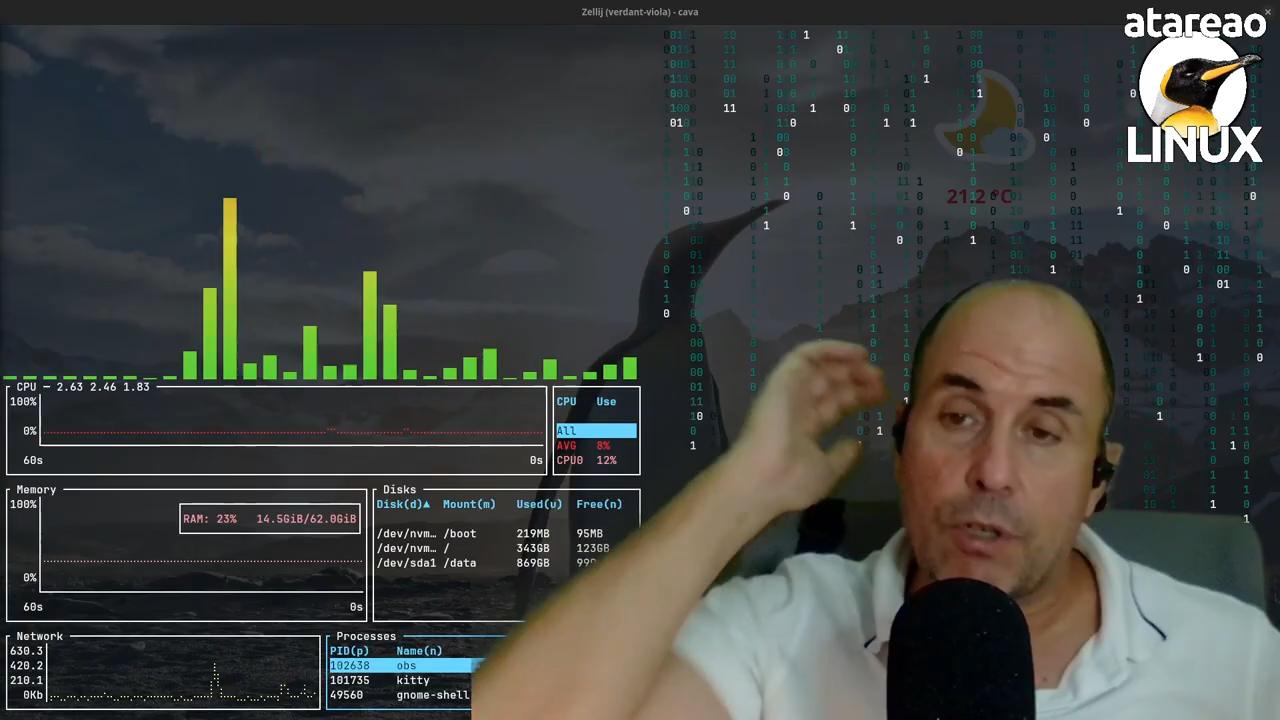 Zellij (verdant-viola) - cava
atareao
LINUX
21.2 ºC
CPU — 2.63 2.46 1.83
100%
0%
60s 0s
CPU Use
All
AVG 8%
CPU0 12%
Memory
100%
RAM: 23% 14.5GiB/62.0GiB
0%
60s 0s
Disks
Disk(d)▲ Mount(m) Used(u) Free(n)
/dev/nvm… /boot 219MB 95MB
/dev/nvm… / 343GB 123GB
/dev/sda1 /data 869GB
Network
630.3
420.2
210.1
0Kb
Processes
PID(p) Name(n)
102638 obs
101735 kitty
49560 gnome-shell